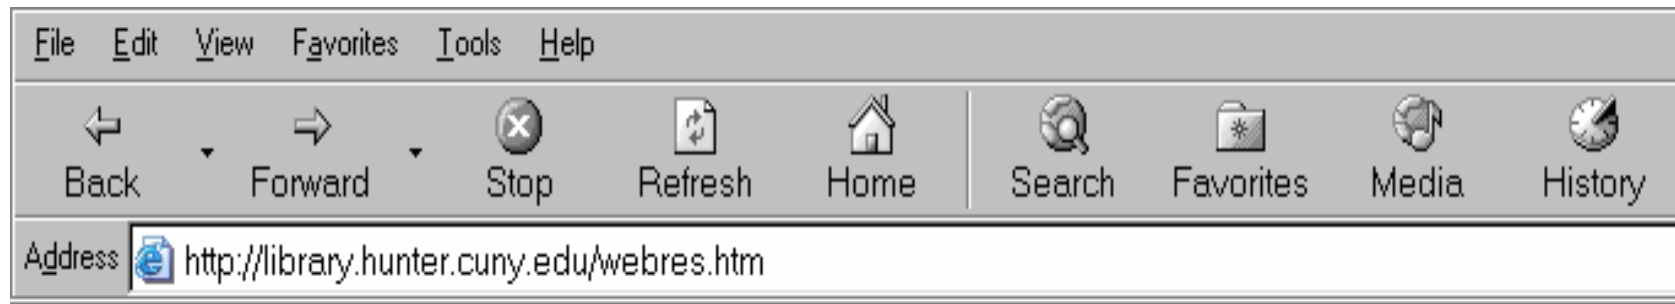 File Edit View Favorites Tools Help
Back Forward Stop Refresh Home Search Favorites Media History
Address http://library.hunter.cuny.edu/webres.htm